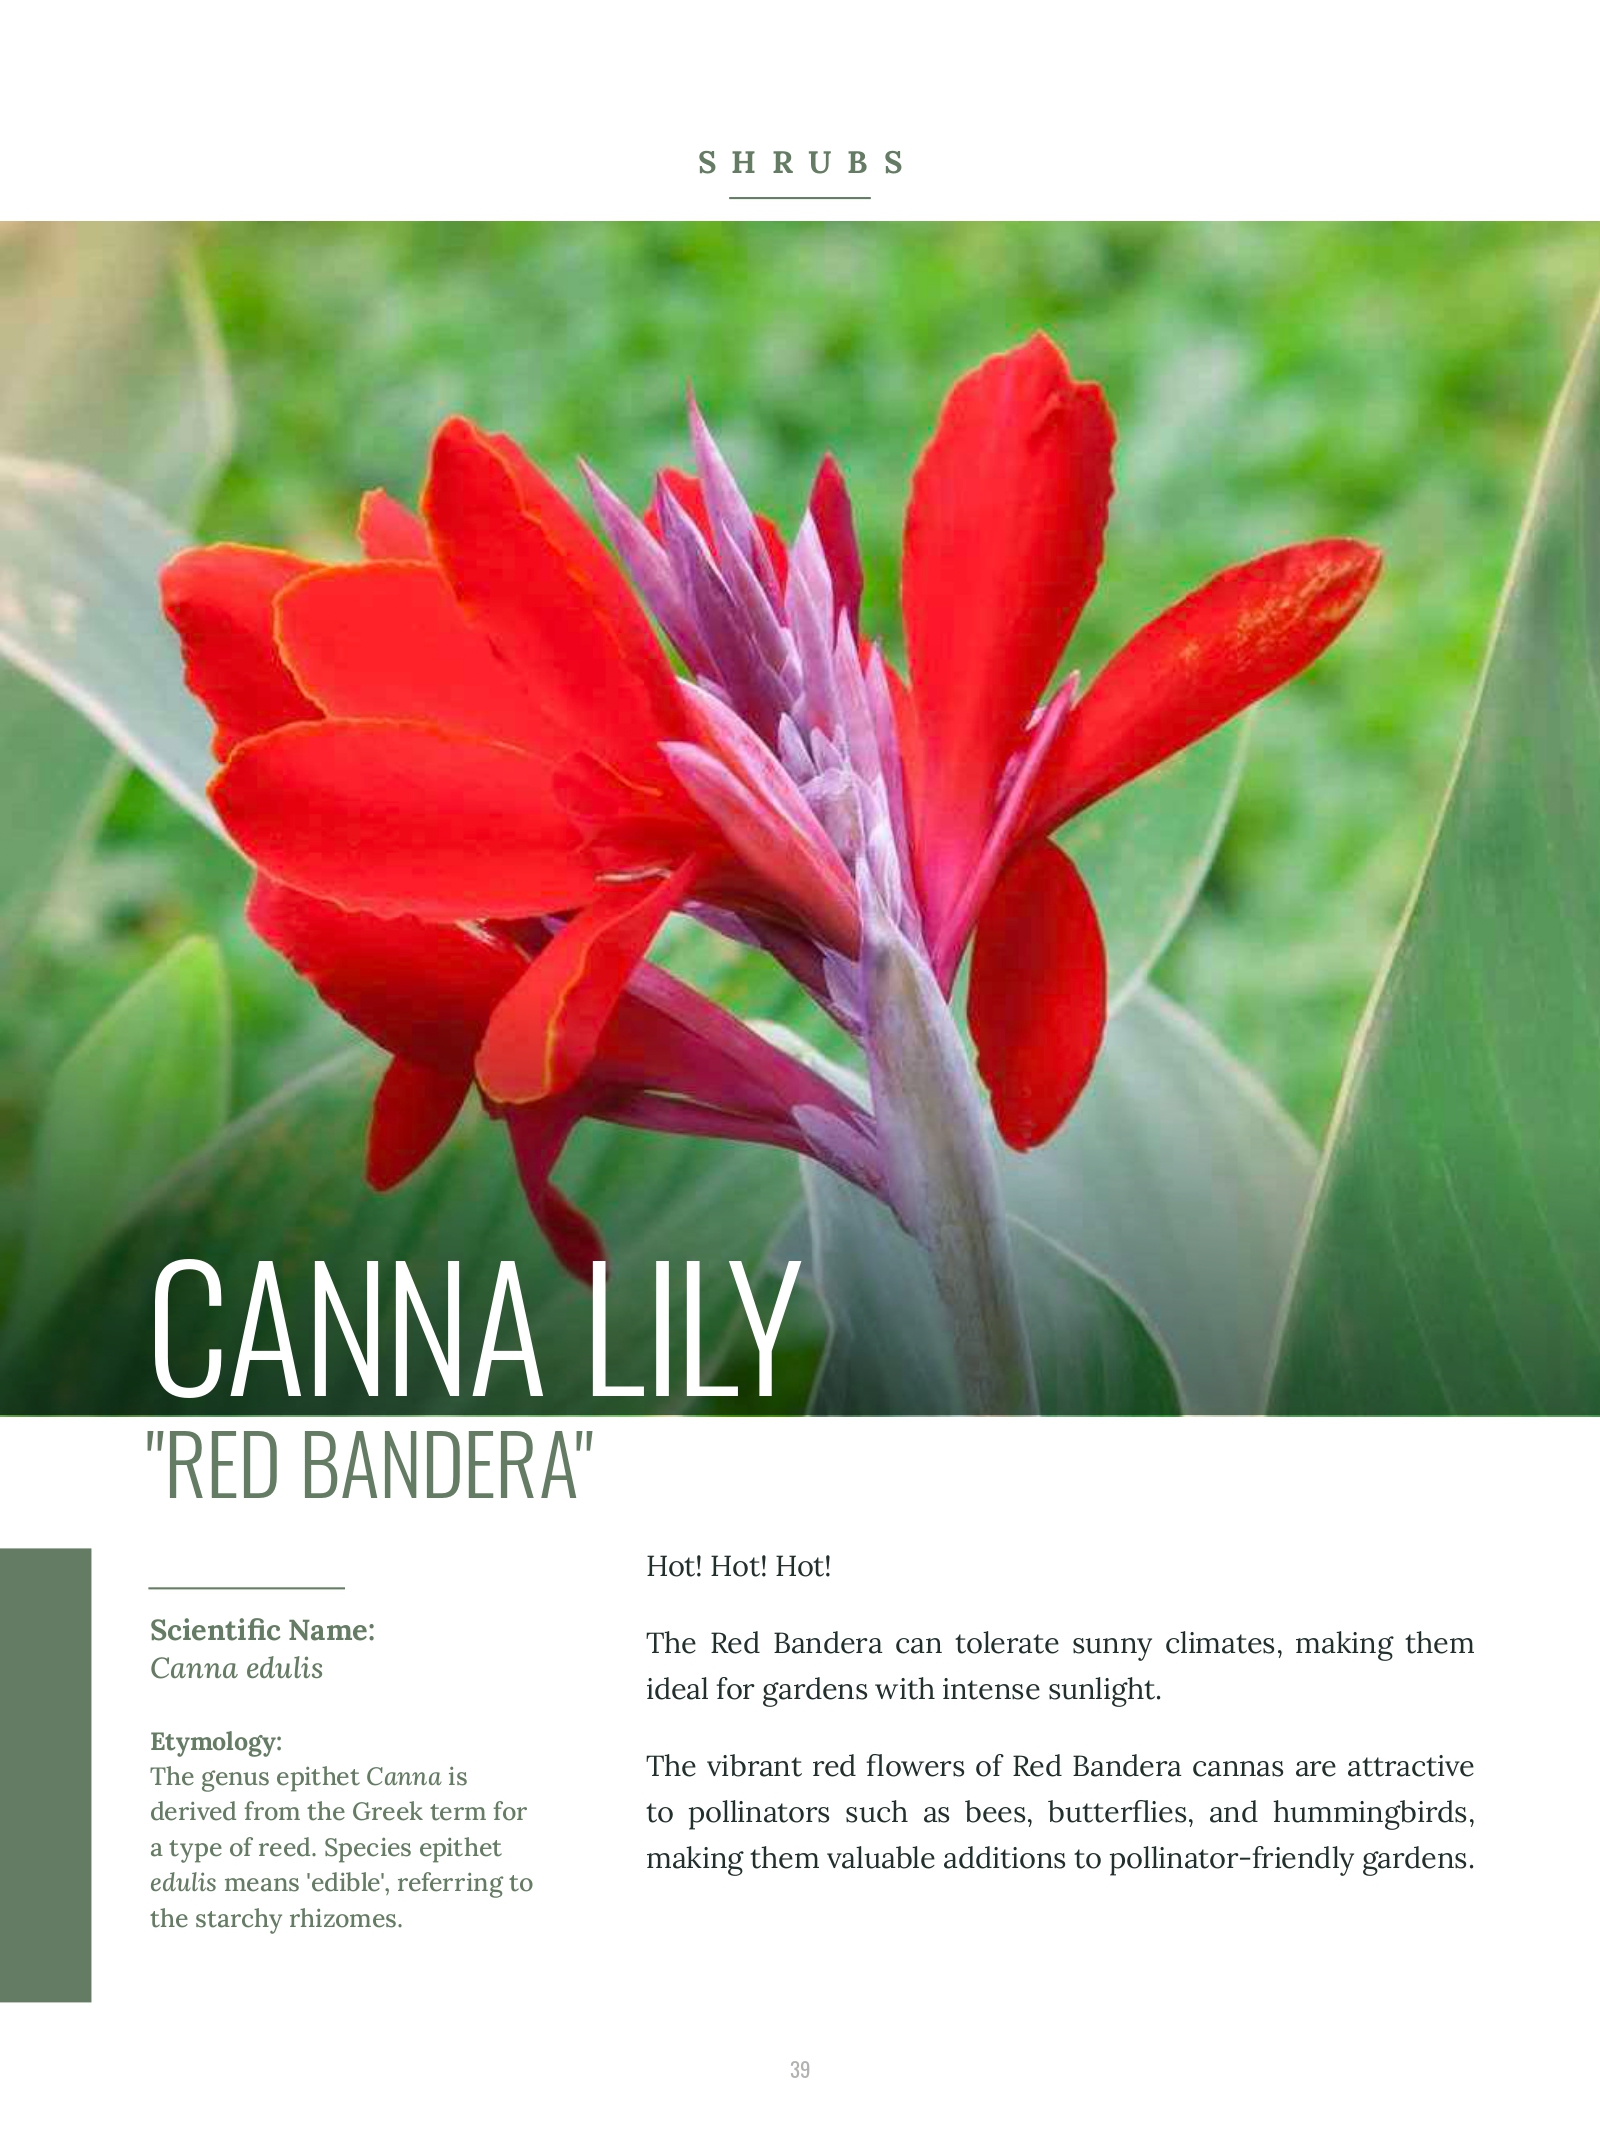 SHRUBS
CANNA LILY
"RED BANDERA"
Scientific Name:
Canna edulis
Etymology:
The genus epithet Canna is
derived from the Greek term for
a type of reed. Species epithet
edulis means 'edible', referring to
the starchy rhizomes.
Hot! Hot! Hot!
The Red Bandera can tolerate sunny climates, making them
ideal for gardens with intense sunlight.
The vibrant red flowers of Red Bandera cannas are attractive
to pollinators such as bees, butterflies, and hummingbirds,
making them valuable additions to pollinator-friendly gardens.
39